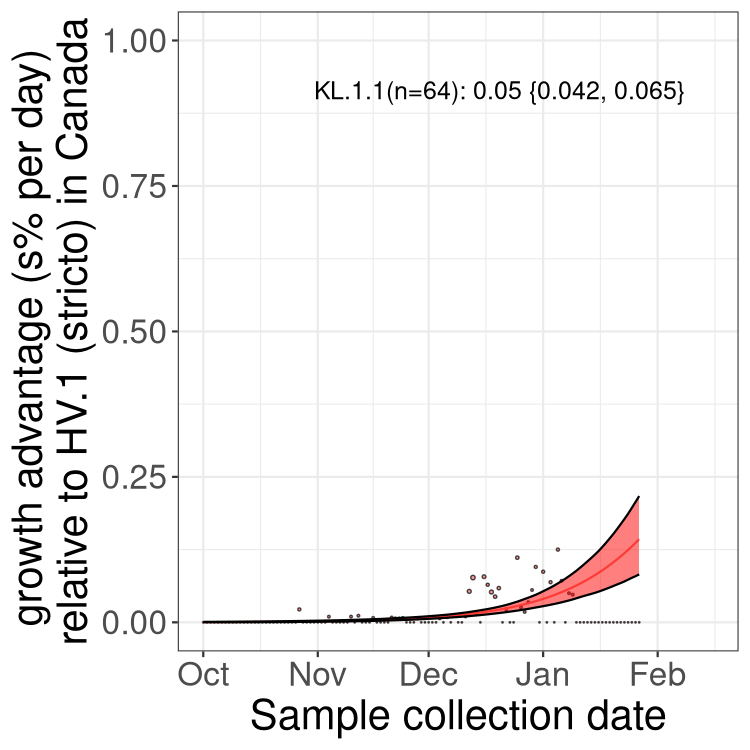 growth advantage (s% per day)
relative to HV.1 (stricto) in Canada
1.00
0.75
0.50
0.25
0.00
KL.1.1(n=64): 0.05 {0.042, 0.065}
Oct Nov Dec Jan Feb
Sample collection date